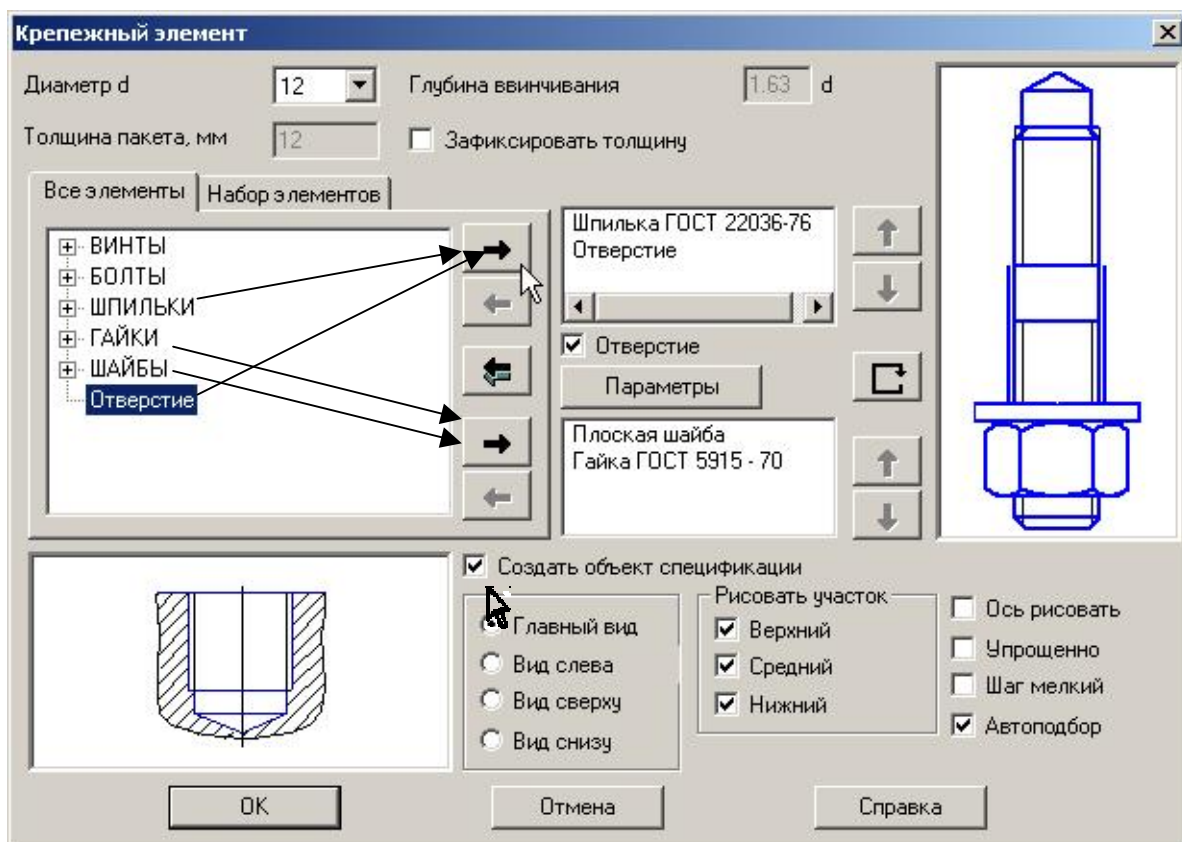 Крепежный элемент
Диаметр d 12 Глубина ввинчивания 1.63 d
Толщина пакета, мм 12 Зафиксировать толщину
Все элементы Набор элементов
ВИНТЫ
БОЛТЫ
ШПИЛЬКИ
ГАЙКИ
ШАЙБЫ
Отверстие
Шпилька ГОСТ 22036-76
Отверстие
Отверстие
Параметры
Плоская шайба
Гайка ГОСТ 5915 - 70
Создать объект спецификации
Главный вид
Вид слева
Вид сверху
Вид снизу
Рисовать участок
Верхний
Средний
Нижний
Ось рисовать
Упрощенно
Шаг мелкий
Автоподбор
OK Отмена Справка